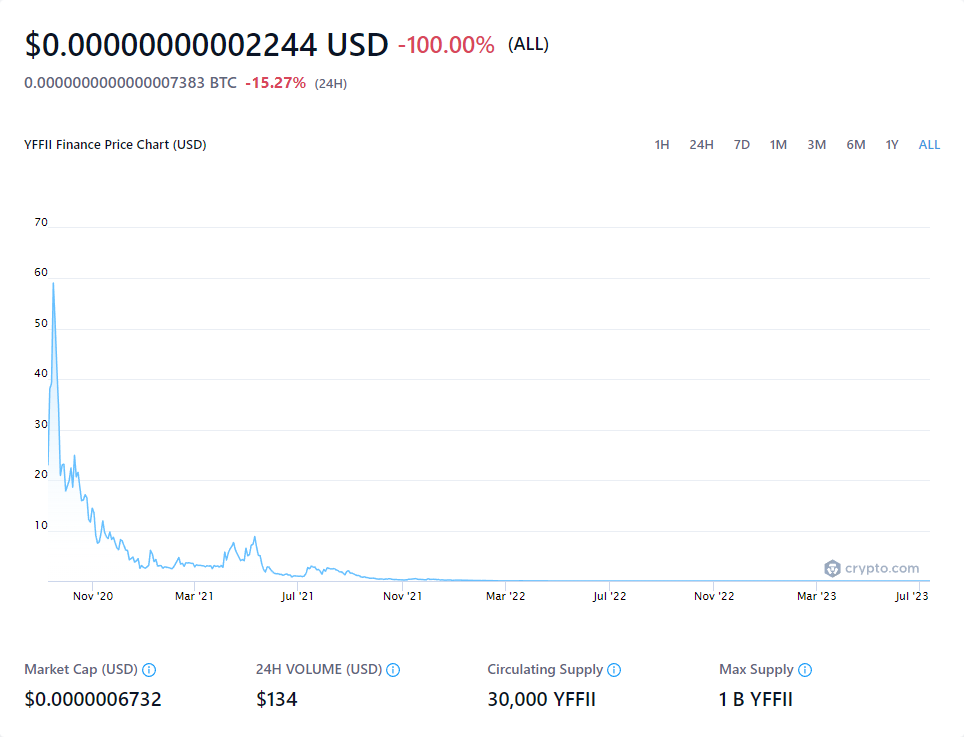 $0.00000000002244 USD -100.00% (ALL)
0.0000000000000007383 BTC -15.27% (24H)
YFFII Finance Price Chart (USD) 1H 24H 7D 1M 3M 6M 1Y ALL
70
60
50
40
30
20
10
crypto.com
Nov '20 Mar '21 Jul '21 Nov '21 Mar '22 Jul '22 Nov '22 Mar '23 Jul '23
Market Cap (USD) 24H VOLUME (USD) Circulating Supply Max Supply
$0.0000006732 $134 30,000 YFFII 1 B YFFII